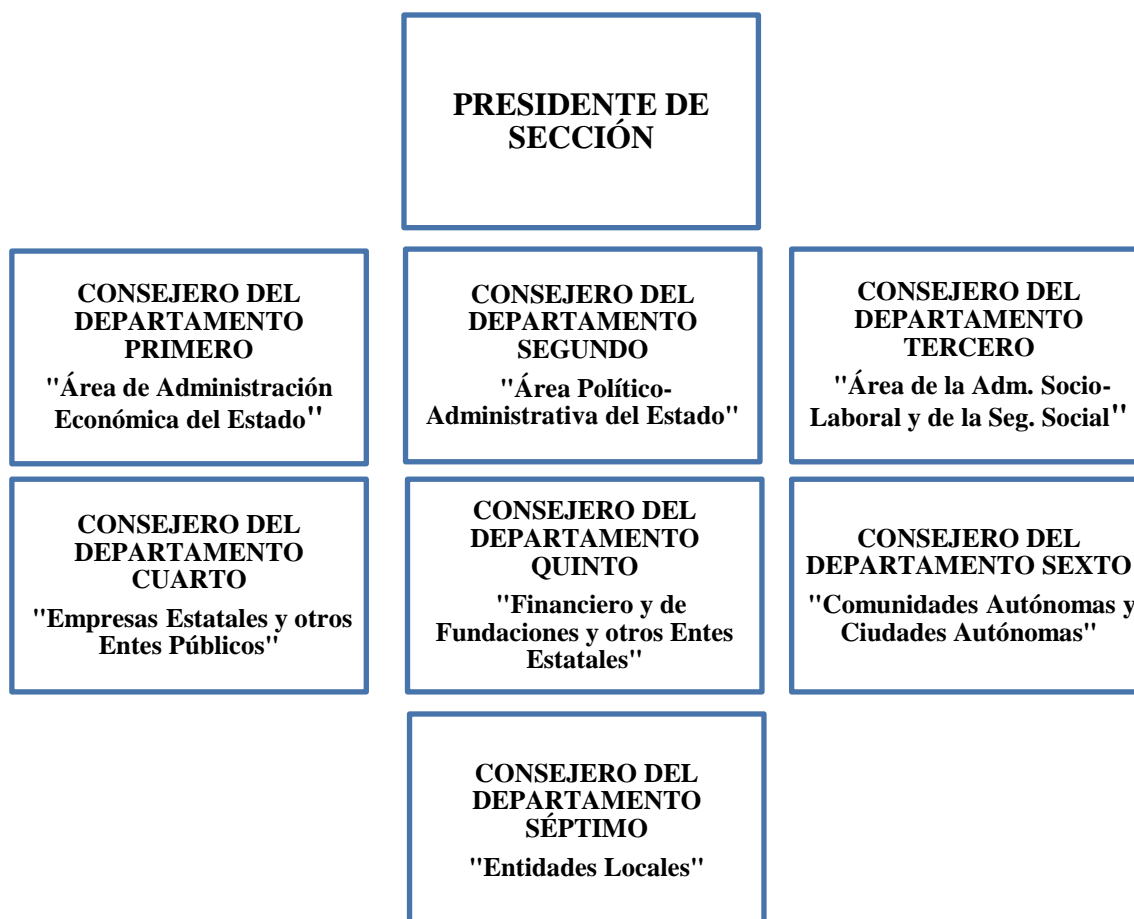 PRESIDENTE DE
SECCIÓN
CONSEJERO DEL
DEPARTAMENTO
PRIMERO
"Área de Administración
Económica del Estado"
CONSEJERO DEL
DEPARTAMENTO
SEGUNDO
"Área Político-
Administrativa del Estado"
CONSEJERO DEL
DEPARTAMENTO
TERCERO
"Área de la Adm. Socio-
Laboral y de la Seg. Social"
CONSEJERO DEL
DEPARTAMENTO
CUARTO
"Empresas Estatales y otros
Entes Públicos"
CONSEJERO DEL
DEPARTAMENTO
QUINTO
"Financiero y de
Fundaciones y otros Entes
Estatales"
CONSEJERO DEL
DEPARTAMENTO SEXTO
"Comunidades Autónomas y
Ciudades Autónomas"
CONSEJERO DEL
DEPARTAMENTO
SÉPTIMO
"Entidades Locales"